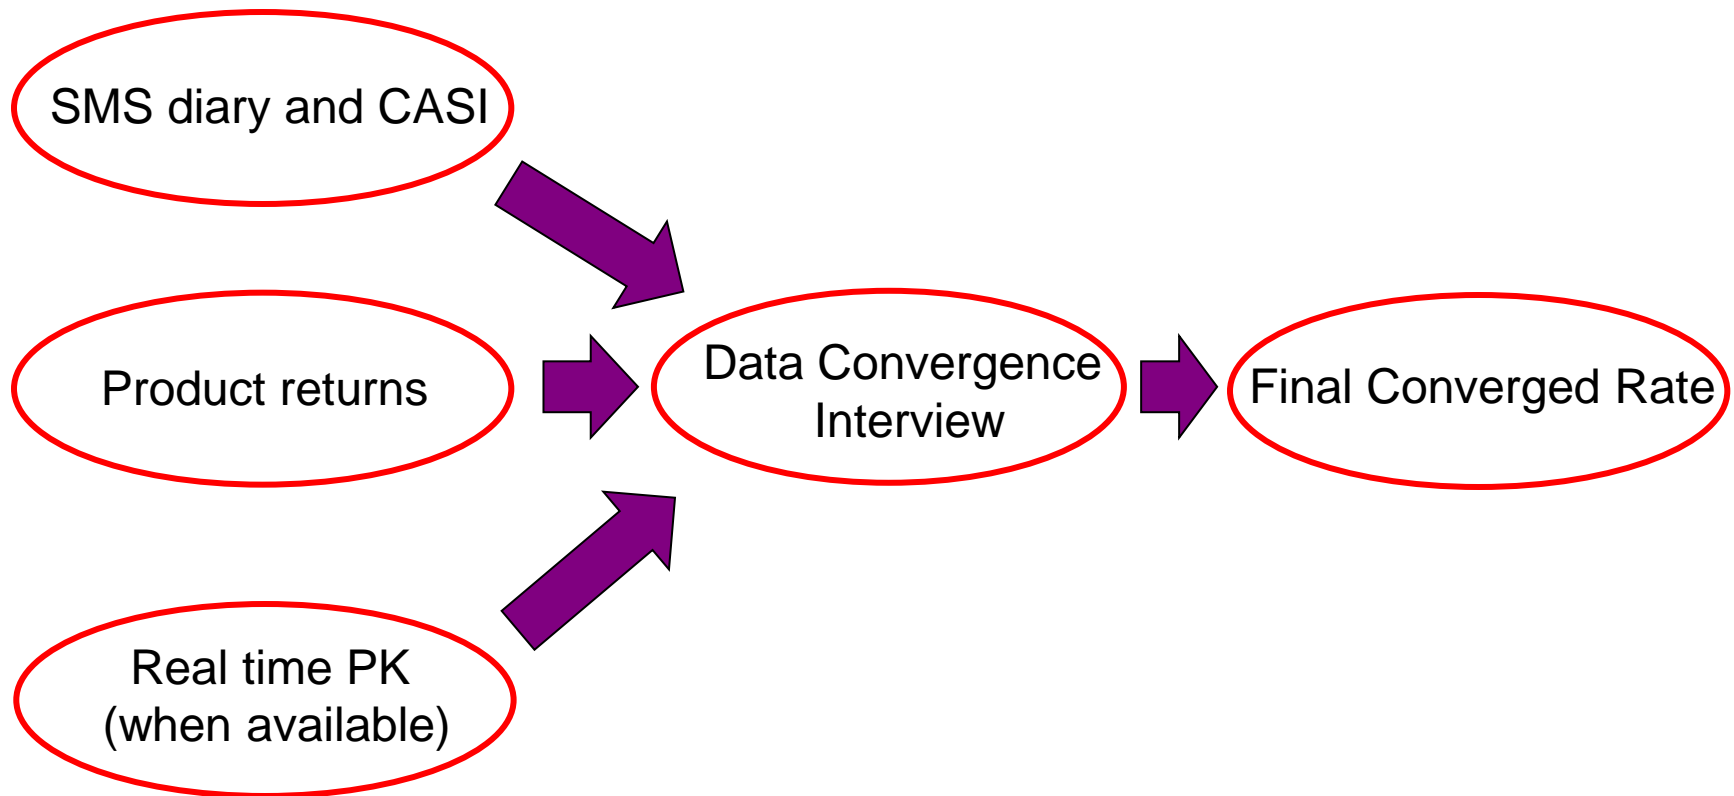 SMS diary and CASI
Product returns
Real time PK
(when available)
Data Convergence
Interview
Final Converged Rate